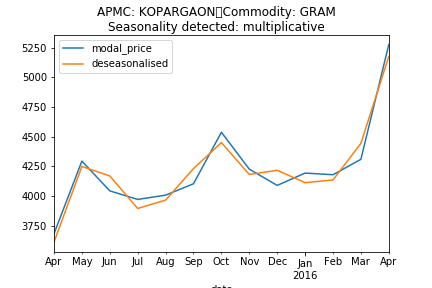 APMC: KOPARGAON Commodity: GRAM
Seasonality detected: multiplicative
modal_price
deseasonalised
5250
5000
4750
4500
4250
4000
3750
Apr May Jun Jul Aug Sep Oct Nov Dec Jan Feb Mar Apr
2016